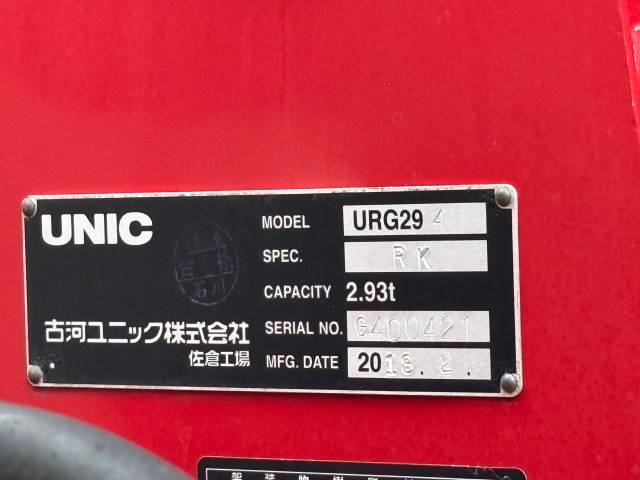 UNIC
MODEL URG294
SPEC. RK
CAPACITY 2.93t
古河ユニック株式会社
佐倉工場
SERIAL NO. G400421
MFG. DATE 2018.2.